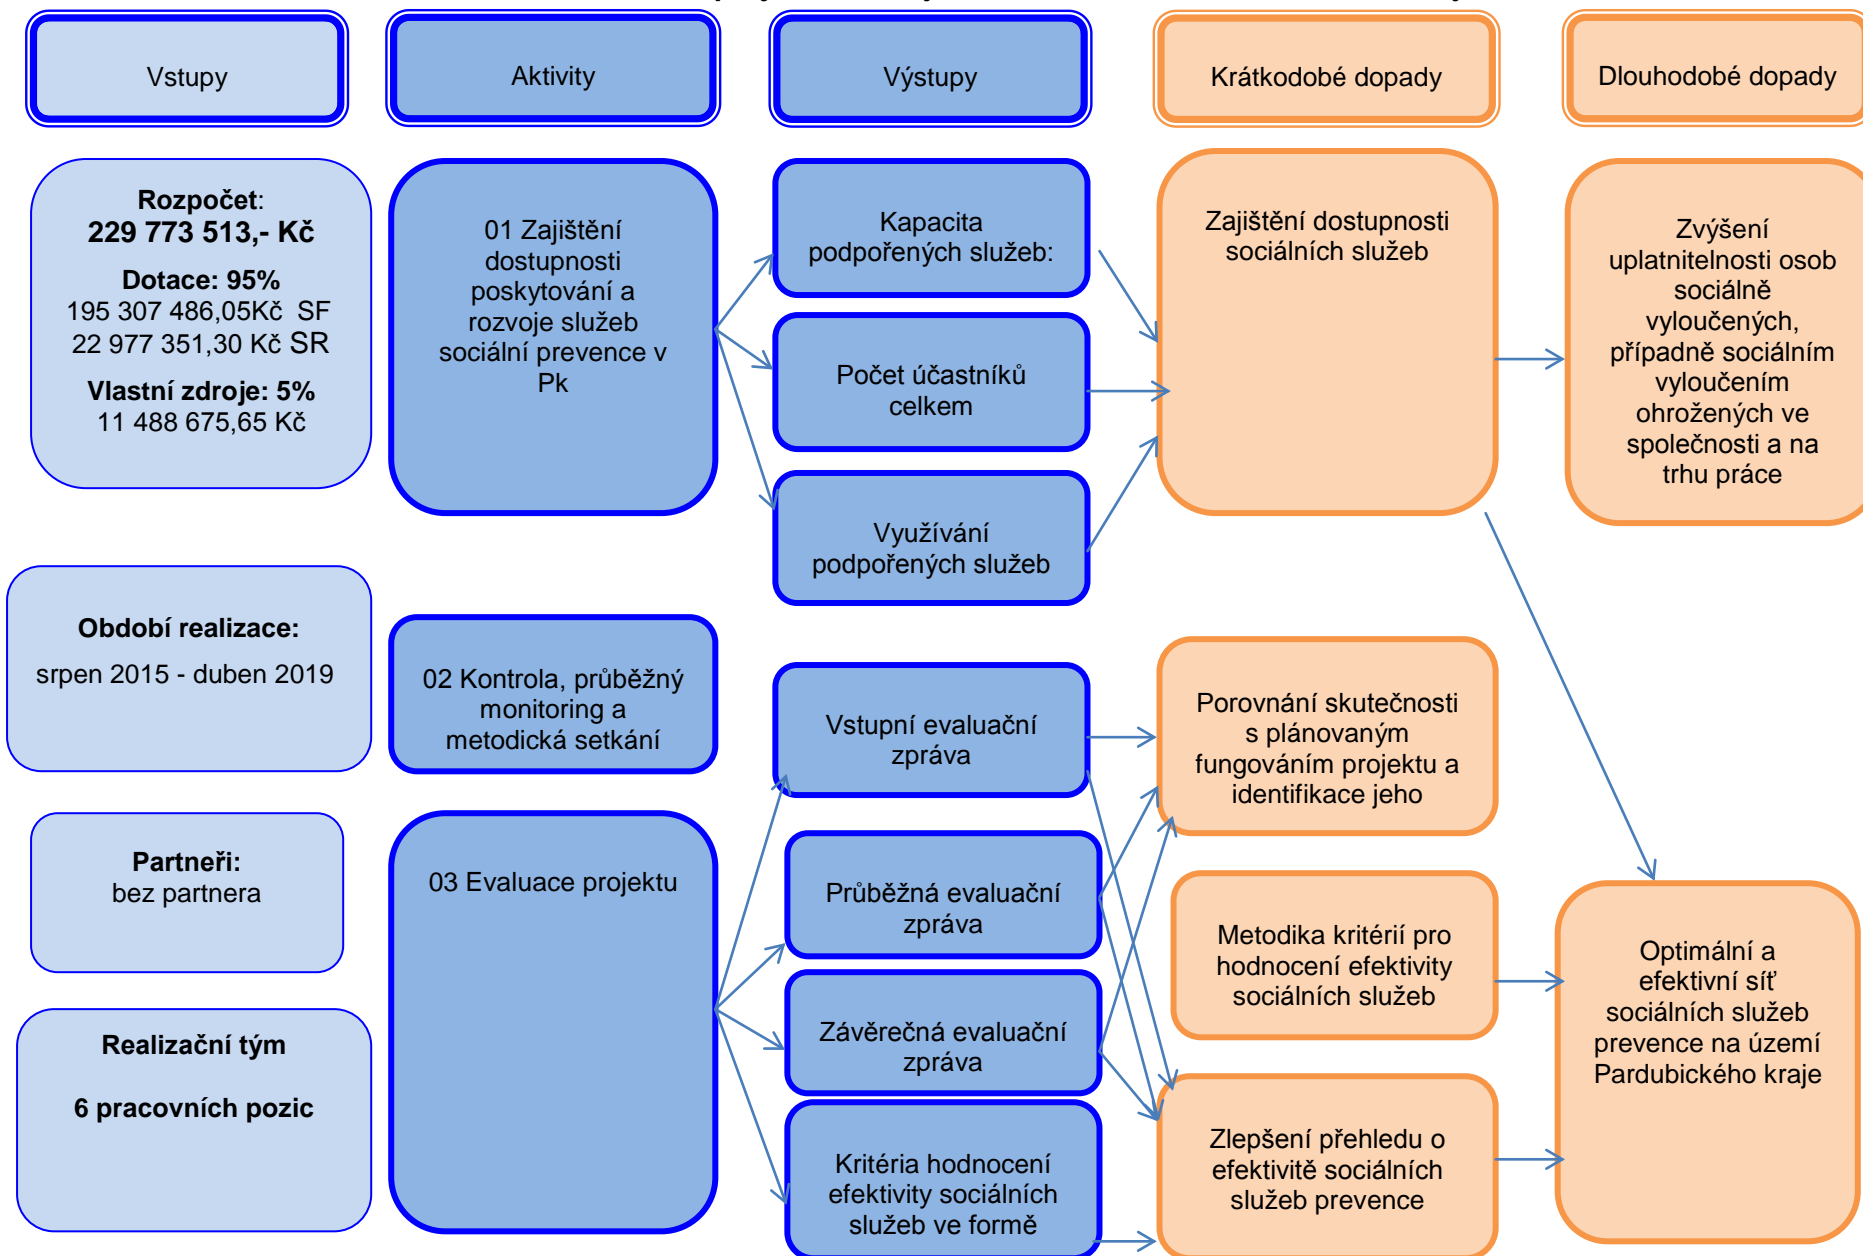 Vstupy
Aktivity
Výstupy
Krátkodobé dopady
Dlouhodobé dopady
Rozpočet:
229 773 513,- Kč
Dotace: 95%
195 307 486,05Kč SF
22 977 351,30 Kč SR
Vlastní zdroje: 5%
11 488 675,65 Kč
Období realizace:
srpen 2015 - duben 2019
Partneři:
bez partnera
Realizační tým
6 pracovních pozic
01 Zajištění
dostupnosti
poskytování a
rozvoje služeb
sociální prevence v
Pk
02 Kontrola, průběžný
monitoring a
metodická setkání
03 Evaluace projektu
Kapacita
podpořených služeb:
Počet účastníků
celkem
Využívání
podpořených služeb
Vstupní evaluační
zpráva
Průběžná evaluační
zpráva
Závěrečná evaluační
zpráva
Kritéria hodnocení
efektivity sociálních
služeb ve formě
Zajištění dostupnosti
sociálních služeb
Porovnání skutečnosti
s plánovaným
fungováním projektu a
identifikace jeho
Metodika kritérií pro
hodnocení efektivity
sociálních služeb
Zlepšení přehledu o
efektivitě sociálních
služeb prevence
Zvýšení
uplatnitelnosti osob
sociálně
vyloučených,
případně sociálním
vyloučením
ohrožených ve
společnosti a na
trhu práce
Optimální a
efektivní síť
sociálních služeb
prevence na území
Pardubického kraje